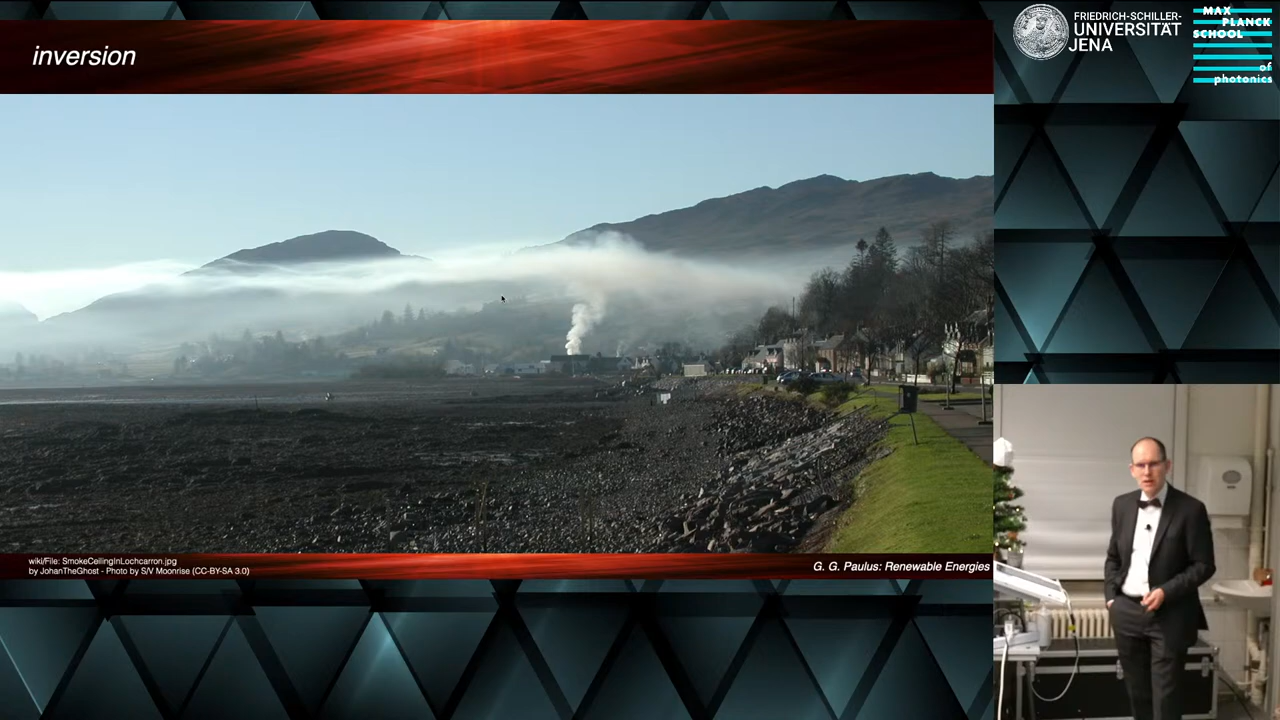 inversion
FRIEDRICH-SCHILLER-
UNIVERSITÄT
JENA
MAX
PLANCK
SCHOOL
of
photonics
wiki/File: SmokeCeilingInLochcarron.jpg
by JohanTheGhost - Photo by S/V Moonrise (CC-BY-SA 3.0)
G. G. Paulus: Renewable Energies